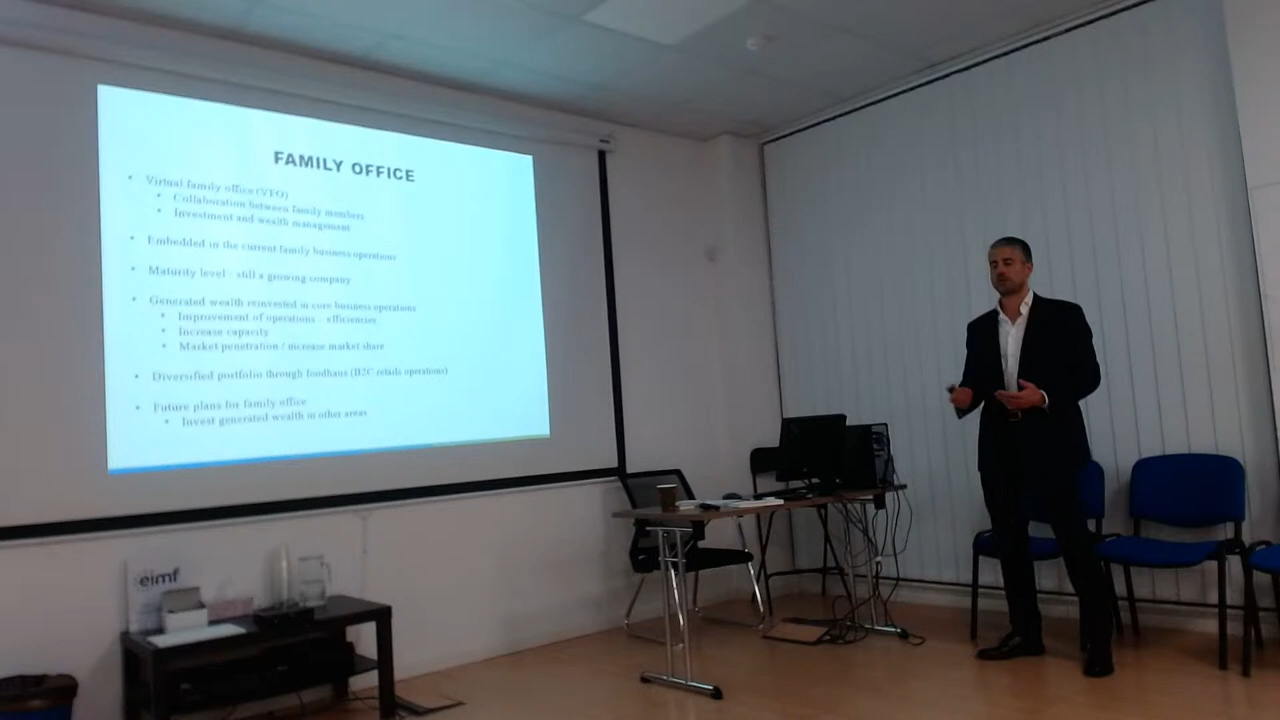 FAMILY OFFICE
Virtual family office (VFO)
Collaboration between family members
Investment and wealth management
Embedded in the current family business operations
Maturity level - still a growing company
Generated wealth reinvested in core business operations
Improvement of operations - efficiencies
Increase capacity
Market penetration / increase market share
Diversified portfolio through foodhaus (B2C retails operations)
Future plans for family office
Invest generated wealth in other areas
eimf